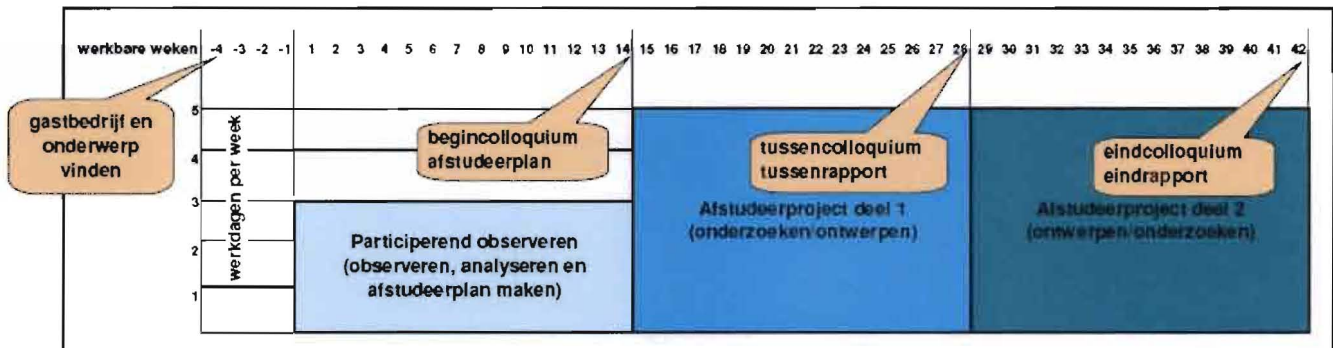 werkbare weken -4 -3 -2 -1 1 2 3 4 5 6 7 8 9 10 11 12 13 14 15 16 17 18 19 20 21 22 23 24 25 26 27 28 29 30 31 32 33 34 35 36 37 38 39 40 41 42
gastbedrijf en
onderwerp
vinden
werkdagen per week
5
4
3
2
1
begincolloquium
afstudeerplan
tussencolloquium
tussenrapport
eindcolloquium
eindrapport
Participerend observeren
(observeren, analyseren en
afstudeerplan maken)
Afstudeerproject deel 1
(onderzoeken/ontwerpen)
Afstudeerproject deel 2
(ontwerpen/onderzoeken)